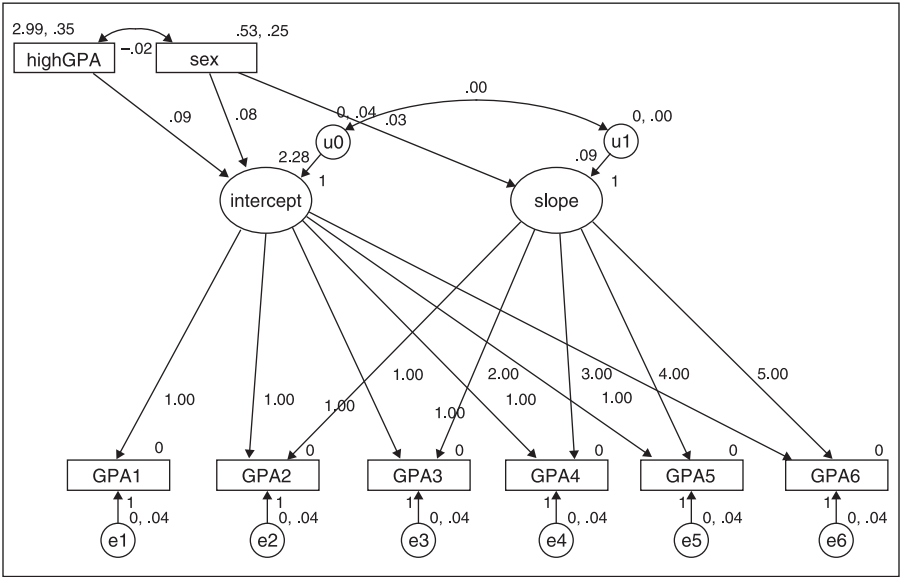 2.99, .35
.53, .25
highGPA
−.02
sex
.00
0, .04
0, .00
.09
.08
.03
u0
u1
2.28
.09
1
1
intercept
slope
1.00
1.00
1.00
1.00
2.00
1.00
1.00
3.00
1.00
4.00
5.00
0
0
0
0
0
0
GPA1
GPA2
GPA3
GPA4
GPA5
GPA6
1
1
1
1
1
1
0, .04
0, .04
0, .04
0, .04
0, .04
0, .04
e1
e2
e3
e4
e5
e6